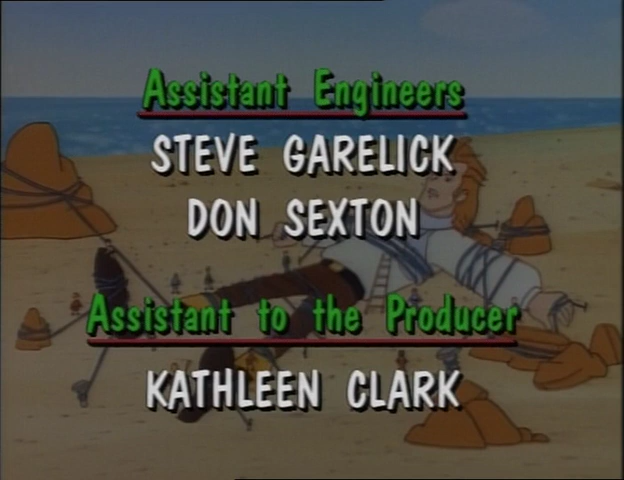 Assistant Engineers
STEVE GARELICK
DON SEXTON
Assistant to the Producer
KATHLEEN CLARK